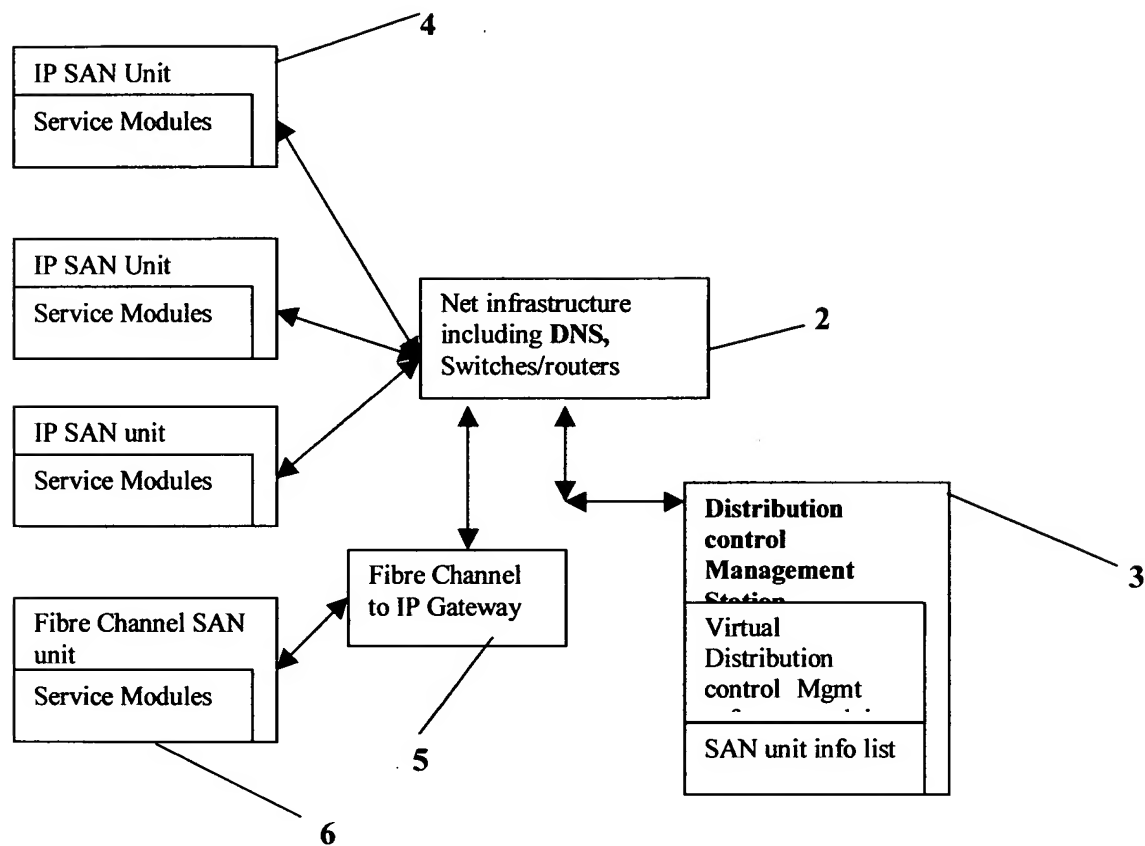 4
IP SAN Unit
Service Modules
IP SAN Unit
Service Modules
Net infrastructure
including DNS,
Switches/routers
2
IP SAN unit
Service Modules
Distribution
control
Management
Station
3
Fibre Channel
to IP Gateway
5
Fibre Channel SAN
unit
Service Modules
6
Virtual
Distribution
control Mgmt
SAN unit info list